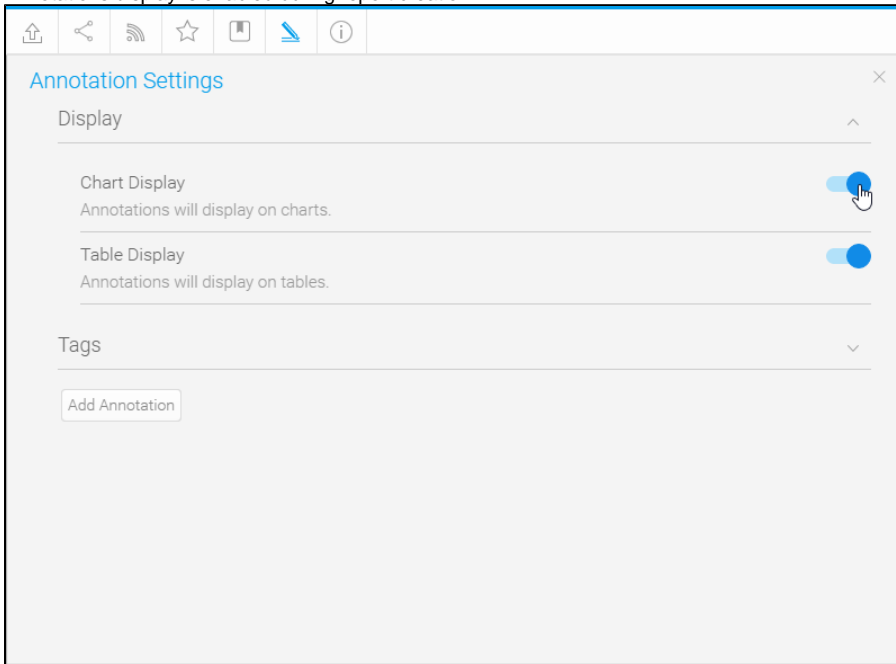 Annotation Settings
Display
Chart Display
Annotations will display on charts.
Table Display
Annotations will display on tables.
Tags
Add Annotation